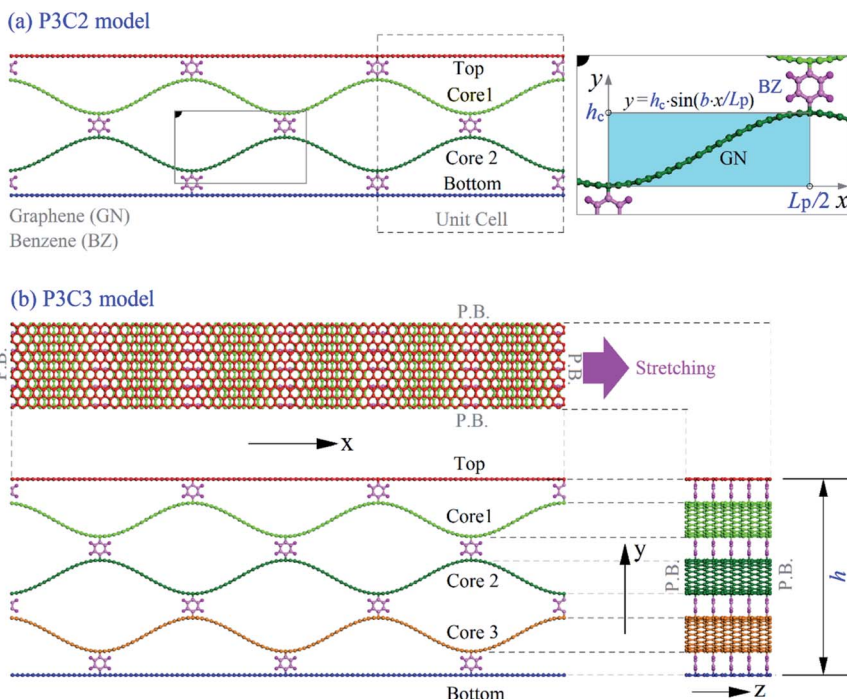 (a) P3C2 model
Top
Core1
Core 2
Bottom
Graphene (GN)
Benzene (BZ)
Unit Cell
y
BZ
hc
y=hc·sin(b·x/Lp)
GN
Lp/2
x
(b) P3C3 model
P.B.
P.B.
P.B.
Stretching
P.B.
x
Top
Core1
y
Core 2
P.B.
P.B.
h
Core 3
Bottom
z